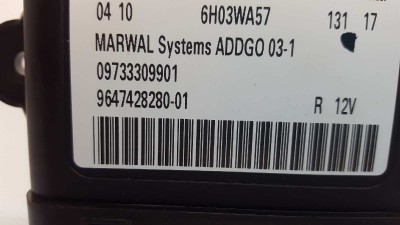 04 10 6H03WA57 131 17
MARWAL Systems ADDGO 03-1
09733309901
9647428280-01 R 12V